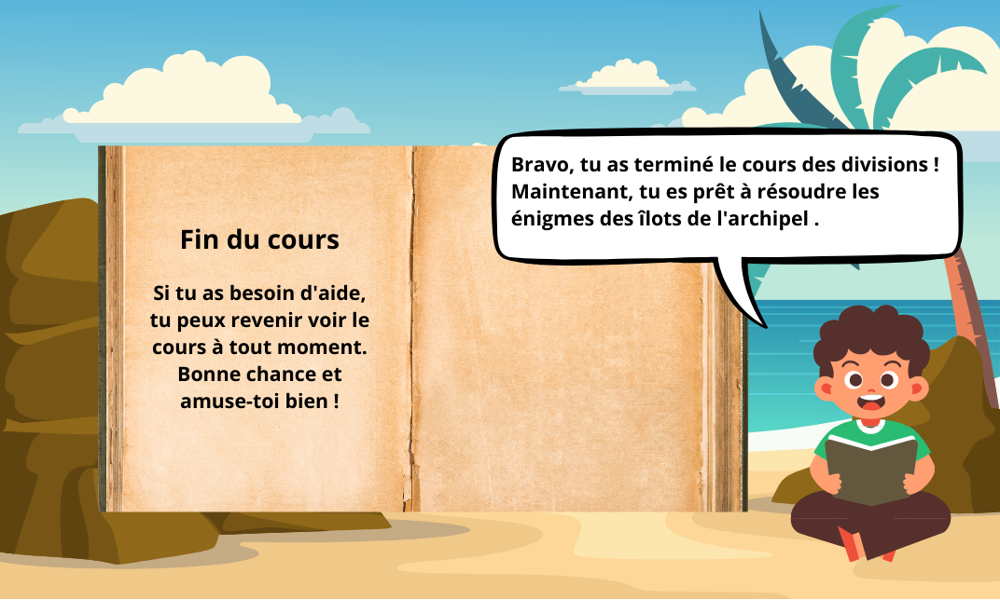 Bravo, tu as terminé le cours des divisions !
Maintenant, tu es prêt à résoudre les
énigmes des îlots de l'archipel .
Fin du cours
Si tu as besoin d'aide,
tu peux revenir voir le
cours à tout moment.
Bonne chance et
amuse-toi bien !